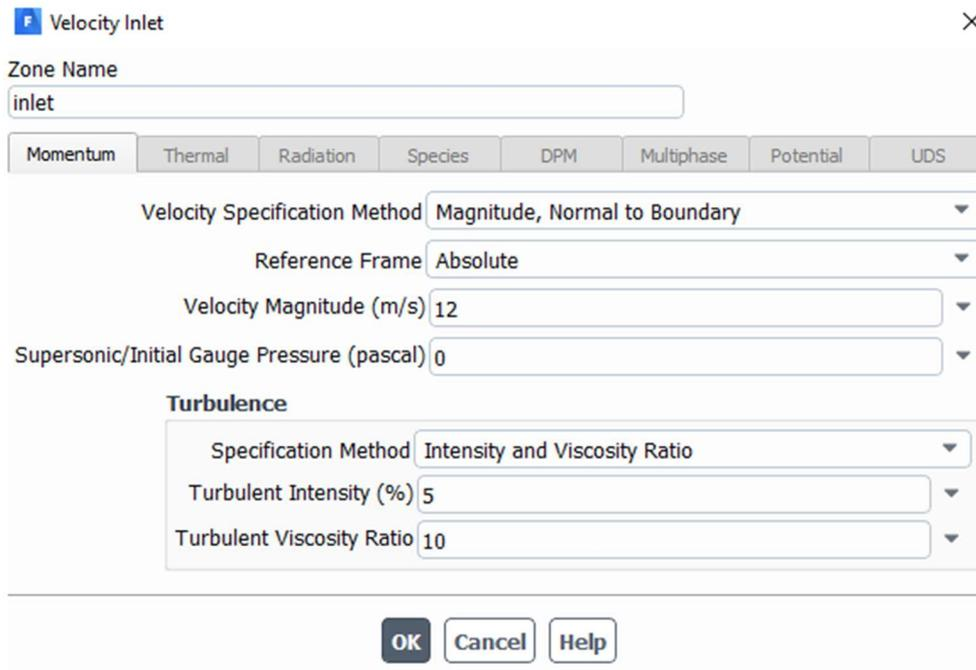 F Velocity Inlet
Zone Name
inlet
Momentum Thermal Radiation Species DPM Multiphase Potential UDS
Velocity Specification Method Magnitude, Normal to Boundary
Reference Frame Absolute
Velocity Magnitude (m/s) 12
Supersonic/Initial Gauge Pressure (pascal) 0
Turbulence
Specification Method Intensity and Viscosity Ratio
Turbulent Intensity (%) 5
Turbulent Viscosity Ratio 10
OK Cancel Help